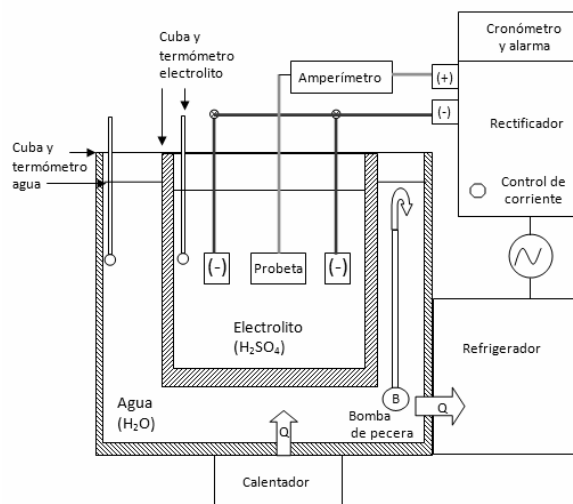 Cuba y
termómetro
electrolito
Cronómetro
y alarma
Amperímetro
(+)
(-)
Rectificador
Cuba y
termómetro
agua
Control de
corriente
(-)
Probeta
(-)
Electrolito
(H₂SO₄)
Refrigerador
Agua
(H₂O)
Q
B
Bomba
de pecera
Q
Calentador